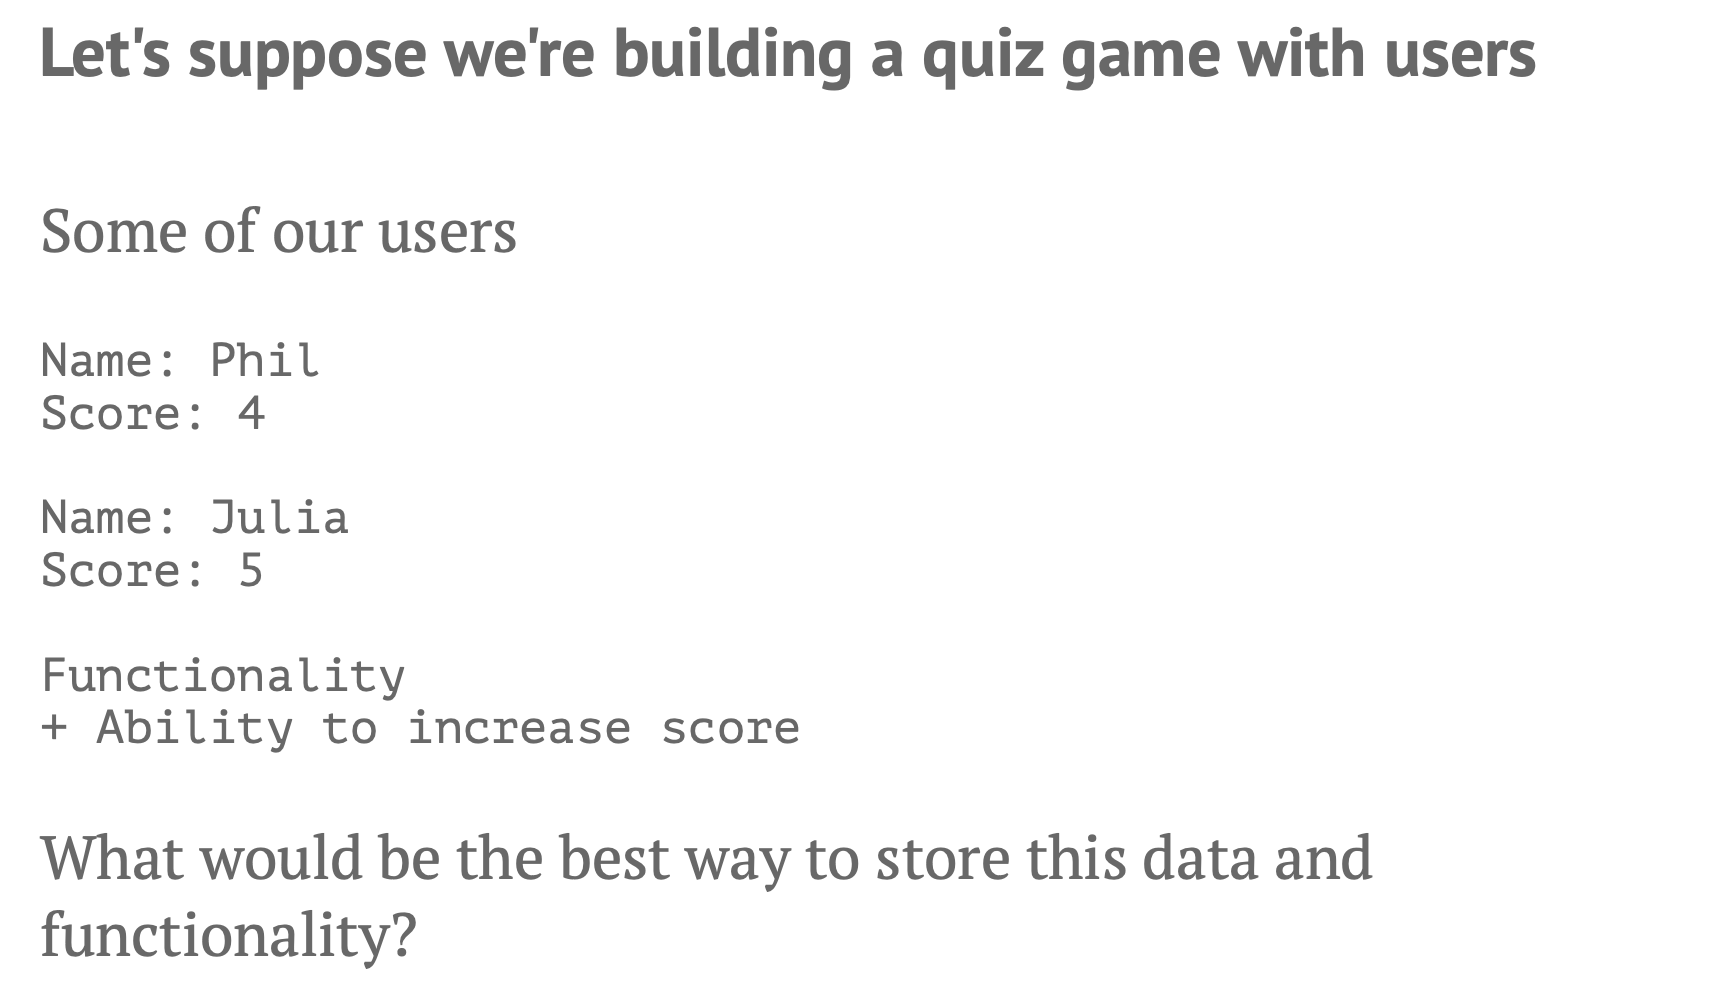 Let's suppose we're building a quiz game with users
Some of our users
Name: Phil
Score: 4
Name: Julia
Score: 5
Functionality
+ Ability to increase score
What would be the best way to store this data and
functionality?